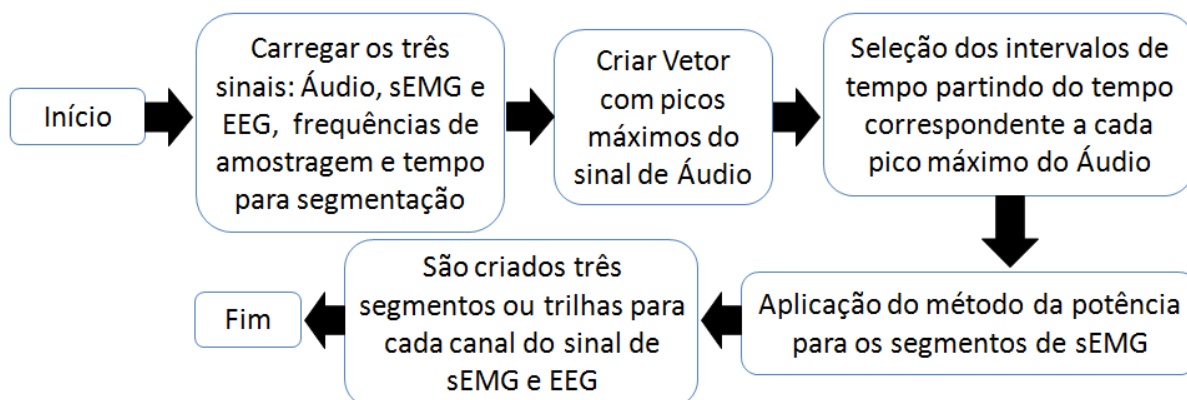 Início
Carregar os três
sinais: Áudio, sEMG e
EEG, frequências de
amostragem e tempo
para segmentação
Criar Vetor
com picos
máximos do
sinal de Áudio
Seleção dos intervalos de
tempo partindo do tempo
correspondente a cada
pico máximo do Áudio
Aplicação do método da potência
para os segmentos de sEMG
São criados três
segmentos ou trilhas para
cada canal do sinal de
sEMG e EEG
Fim